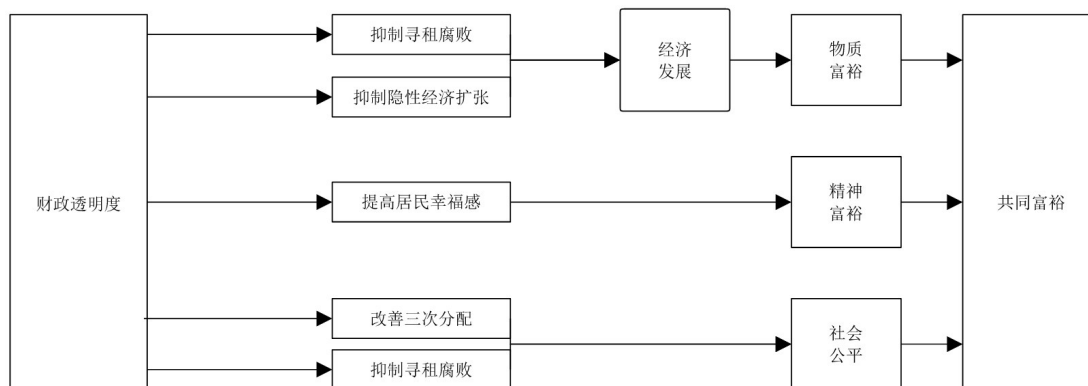 财政透明度
抑制寻租腐败
抑制隐性经济扩张
经济
发展
物质
富裕
提高居民幸福感
精神
富裕
改善三次分配
抑制寻租腐败
社会
公平
共同富裕